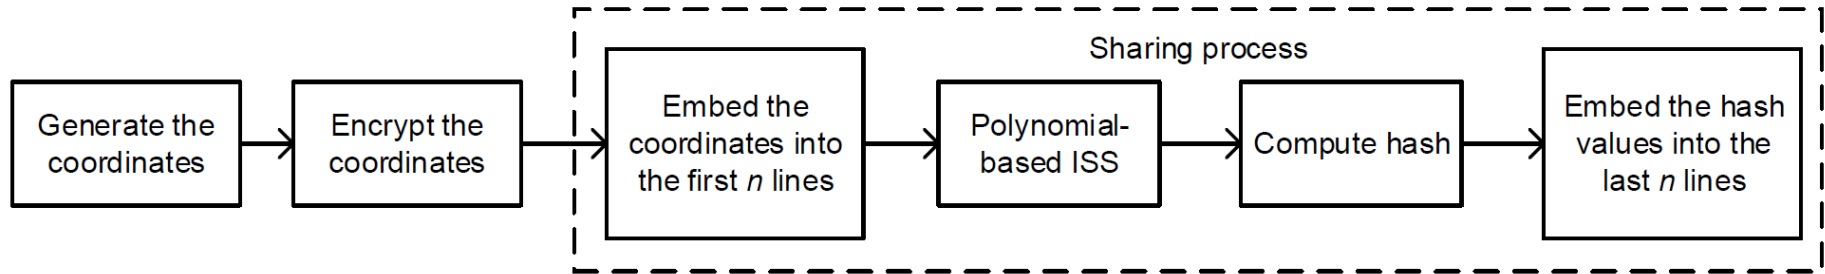 Sharing process
Generate the
coordinates
Encrypt the
coordinates
Embed the
coordinates into
the first n lines
Polynomial-
based ISS
Compute hash
Embed the hash
values into the
last n lines